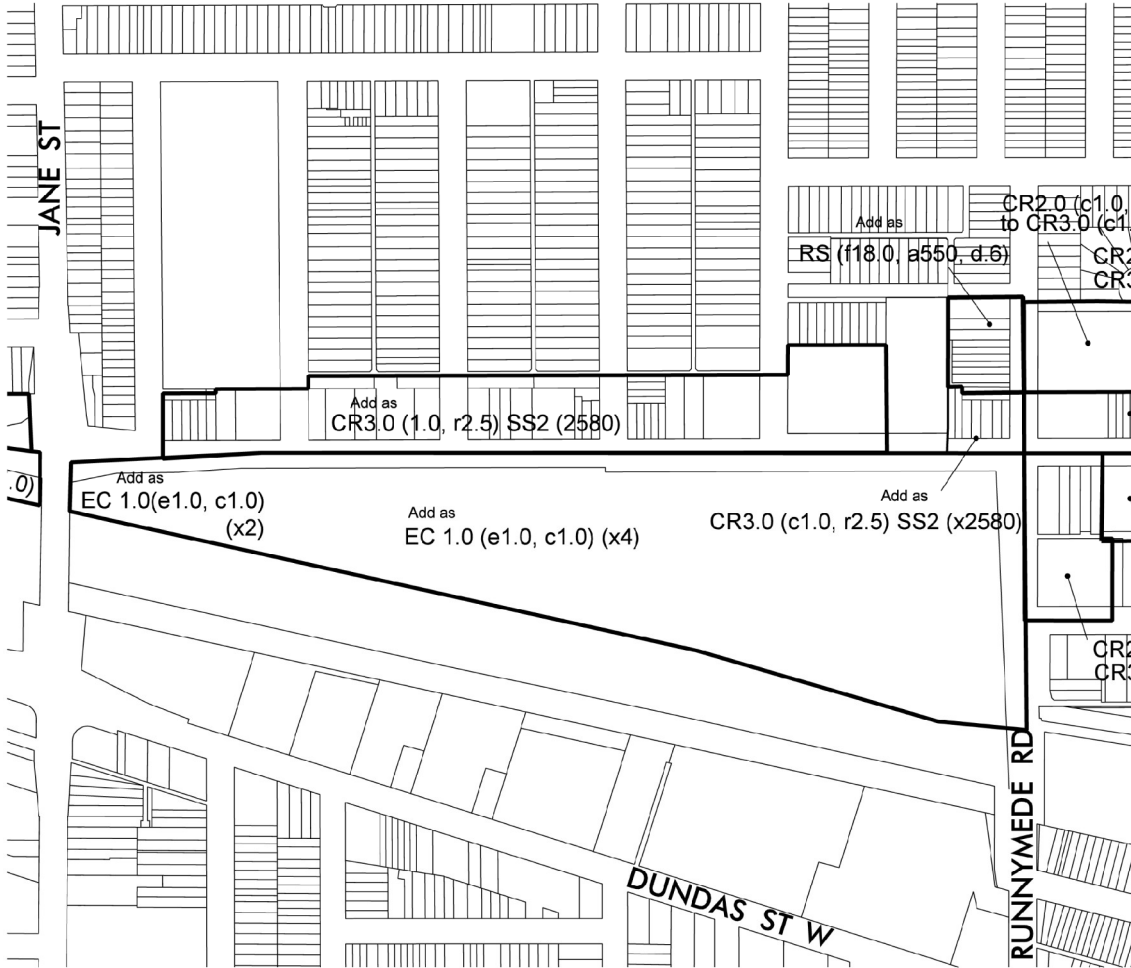 JANE ST
CR2.0 (c1.0,
to CR3.0 (c1
Add as
RS (f18.0, a550, d.6)
CR2
CR3
Add as
CR3.0 (1.0, r2.5) SS2 (2580)
.0)
Add as
EC 1.0(e1.0, c1.0)
(x2)
Add as
EC 1.0 (e1.0, c1.0) (x4)
Add as
CR3.0 (c1.0, r2.5) SS2 (x2580)
CR2
CR3
RUNNYMEDE RD
DUNDAS ST W